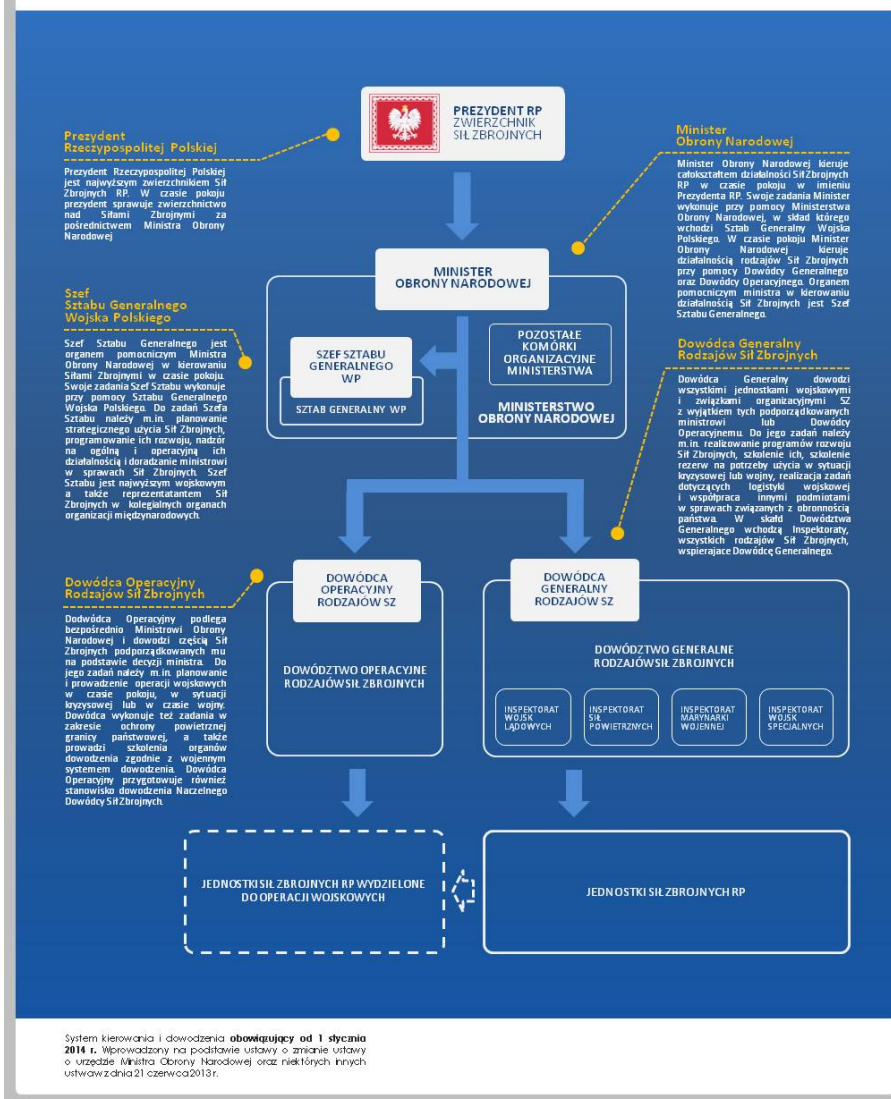 PREZYDENT RP
ZWIERZCHNIK
SIŁ ZBROJNYCH
Prezydent
Rzeczypospolitej Polskiej
Prezydent Rzeczypospolitej Polskiej
jest najwyższym zwierzchnikiem Sił
Zbrojnych RP. W czasie pokoju
prezydent sprawuje zwierzchnictwo
nad Siłami Zbrojnymi za
pośrednictwem Ministra Obrony
Narodowej
Minister
Obrony Narodowej
Minister Obrony Narodowej kieruje
całokształtem działalności Sił Zbrojnych
RP w czasie pokoju w imieniu
Prezydenta RP. Swoje zadania Minister
wykonuje przy pomocy Ministerstwa
Obrony Narodowej, w skład którego
wchodzi Sztab Generalny Wojska
Polskiego. W czasie pokoju Minister
Obrony Narodowej kieruje
działalnością rodzajów Sił Zbrojnych
przy pomocy Dowódcy Generalnego
oraz Dowódcy Operacyjnego. Organem
pomocniczym ministra w kierowaniu
działalnością Sił Zbrojnych jest Szef
Sztabu Generalnego.
MINISTER
OBRONY NARODOWEJ
SZEF SZTABU
GENERALNEGO
WP
SZTAB GENERALNY WP
POZOSTAŁE
KOMÓRKI
ORGANIZACYJNE
MINISTERSTWA
MINISTERSTWO
OBRONY NARODOWEJ
Szef
Sztabu Generalnego
Wojska Polskiego
Szef Sztabu Generalnego jest
organem pomocniczym Ministra
Obrony Narodowej w kierowaniu
Siłami Zbrojnymi w czasie pokoju.
Swoje zadania Szef Sztabu wykonuje
przy pomocy Sztabu Generalnego
Wojska Polskiego. Do zadań Szefa
Sztabu należy m.in. planowanie
strategicznego użycia Sił Zbrojnych,
programowanie ich rozwoju, nadzór
na ogólną i operacyjną ich
działalnością i doradzanie ministrowi
w sprawach Sił Zbrojnych. Szef
Sztabu jest najwyższym wojskowym
a także reprezentatantem Sił
Zbrojnych w kolegialnych organach
organizacji międzynarodowych.
Dowódca Generalny
Rodzajów Sił Zbrojnych
Dowódca Generalny dowodzi
wszystkimi jednostkami wojskowymi
i związkami organizacyjnymi SZ
z wyjątkiem tych podporządkowanych
ministrowi lub Dowódcy
Operacyjnemu. Do jego zadań należy
m.in. realizowanie programów rozwoju
Sił Zbrojnych, szkolenie ich, szkolenie
rezerw na potrzeby użycia w sytuacji
kryzysowej lub wojny, realizacja zadań
dotyczących logistyki wojskowej
i współpraca innymi podmiotami
w sprawach związanych z obronnością
państwa. W skałd Dowództwa
Generalnego wchodzą Inspektoraty,
wszystkich rodzajów Sił Zbrojnych,
wspierajace Dowódcę Generalnego.
Dowódca Operacyjny
Rodzajów Sił Zbrojnych
Dodwódca Operacyjny podlega
bezpośrednio Ministrowi Obrony
Narodowej i dowodzi częścią Sił
Zbrojnych podporządkowanych mu
na podstawie decyzji ministra. Do
jego zadań należy m.in. planowanie
i prowadzenie operacji wojskowych
w czasie pokoju, w sytuacji
kryzysowej lub w czasie wojny.
Dowódca wykonuje też zadania w
zakresie ochrony powietrznej
granicy państwowej, a także
prowadzi szkolenia organów
dowodzenia zgodnie z wojennym
systemem dowodzenia. Dowódca
Operacyjny przygotowuje również
stanowisko dowodzenia Naczelnego
Dowódcy Sił Zbrojnych.
DOWÓDCA
OPERACYJNY
RODZAJÓW SZ
DOWÓDZTWO OPERACYJNE
RODZAJÓW SIŁ ZBROJNYCH
DOWÓDCA
GENERALNY
RODZAJÓW SZ
DOWÓDZTWO GENERALNE
RODZAJÓW SIŁ ZBROJNYCH
INSPEKTORAT
WOJSK
LĄDOWYCH
INSPEKTORAT
SIŁ
POWIETRZNYCH
INSPEKTORAT
MARYNARKI
WOJENNEJ
INSPEKTORAT
WOJSK
SPECJALNYCH
JEDNOSTKI SIŁ ZBROJNYCH RP WYDZIELONE
DO OPERACJI WOJSKOWYCH
JEDNOSTKI SIŁ ZBROJNYCH RP
System kierowania i dowodzenia obowiązujący od 1 stycznia
2014 r. Wprowadzony na podstawie ustawy o zmianie ustawy
o urzędzie Ministra Obrony Narodowej oraz niektórych innych
ustw aw z dnia 21 czerwca 2013 r.